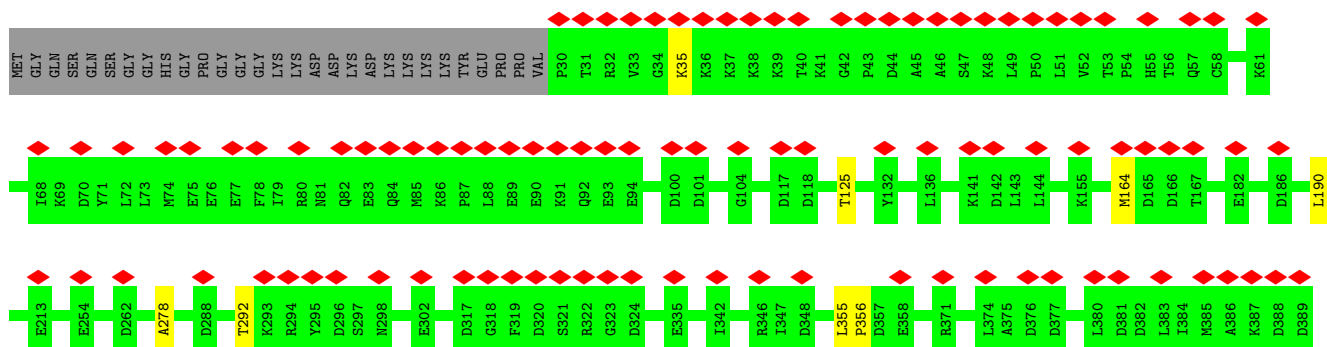 MET GLY GLN SER GLN SER GLY GLY HIS GLY PRO GLY GLY GLY LYS LYS ASP ASP LYS ASP LYS LYS LYS LYS TYR GLU PRO PRO VAL P30 T31 R32 V33 G34 K35 K36 K37 K38 K39 T40 K41 G42 P43 D44 A45 A46 S47 K48 L49 P50 L51 V52 T53 P54 H55 T56 Q57 C58 K61
I68 K69 D70 Y71 L72 L73 M74 E75 E76 E77 F78 I79 R80 N81 Q82 E83 Q84 M85 K86 P87 L88 E89 E90 K91 Q92 E93 E94 D100 D101 G104 D117 D118 T125 Y132 L136 K141 D142 L143 L144 K155 M164 D165 D166 T167 E182 D186 L190
E213 E254 D262 A278 D288 T292 K293 R294 Y295 D296 S297 N298 E302 D317 G318 F319 D320 S321 R322 G323 D324 E335 I342 R346 I347 D348 L355 P356 D357 E358 R371 L374 A375 D376 D377 L380 D381 D382 L383 I384 M385 A386 K387 D388 D389